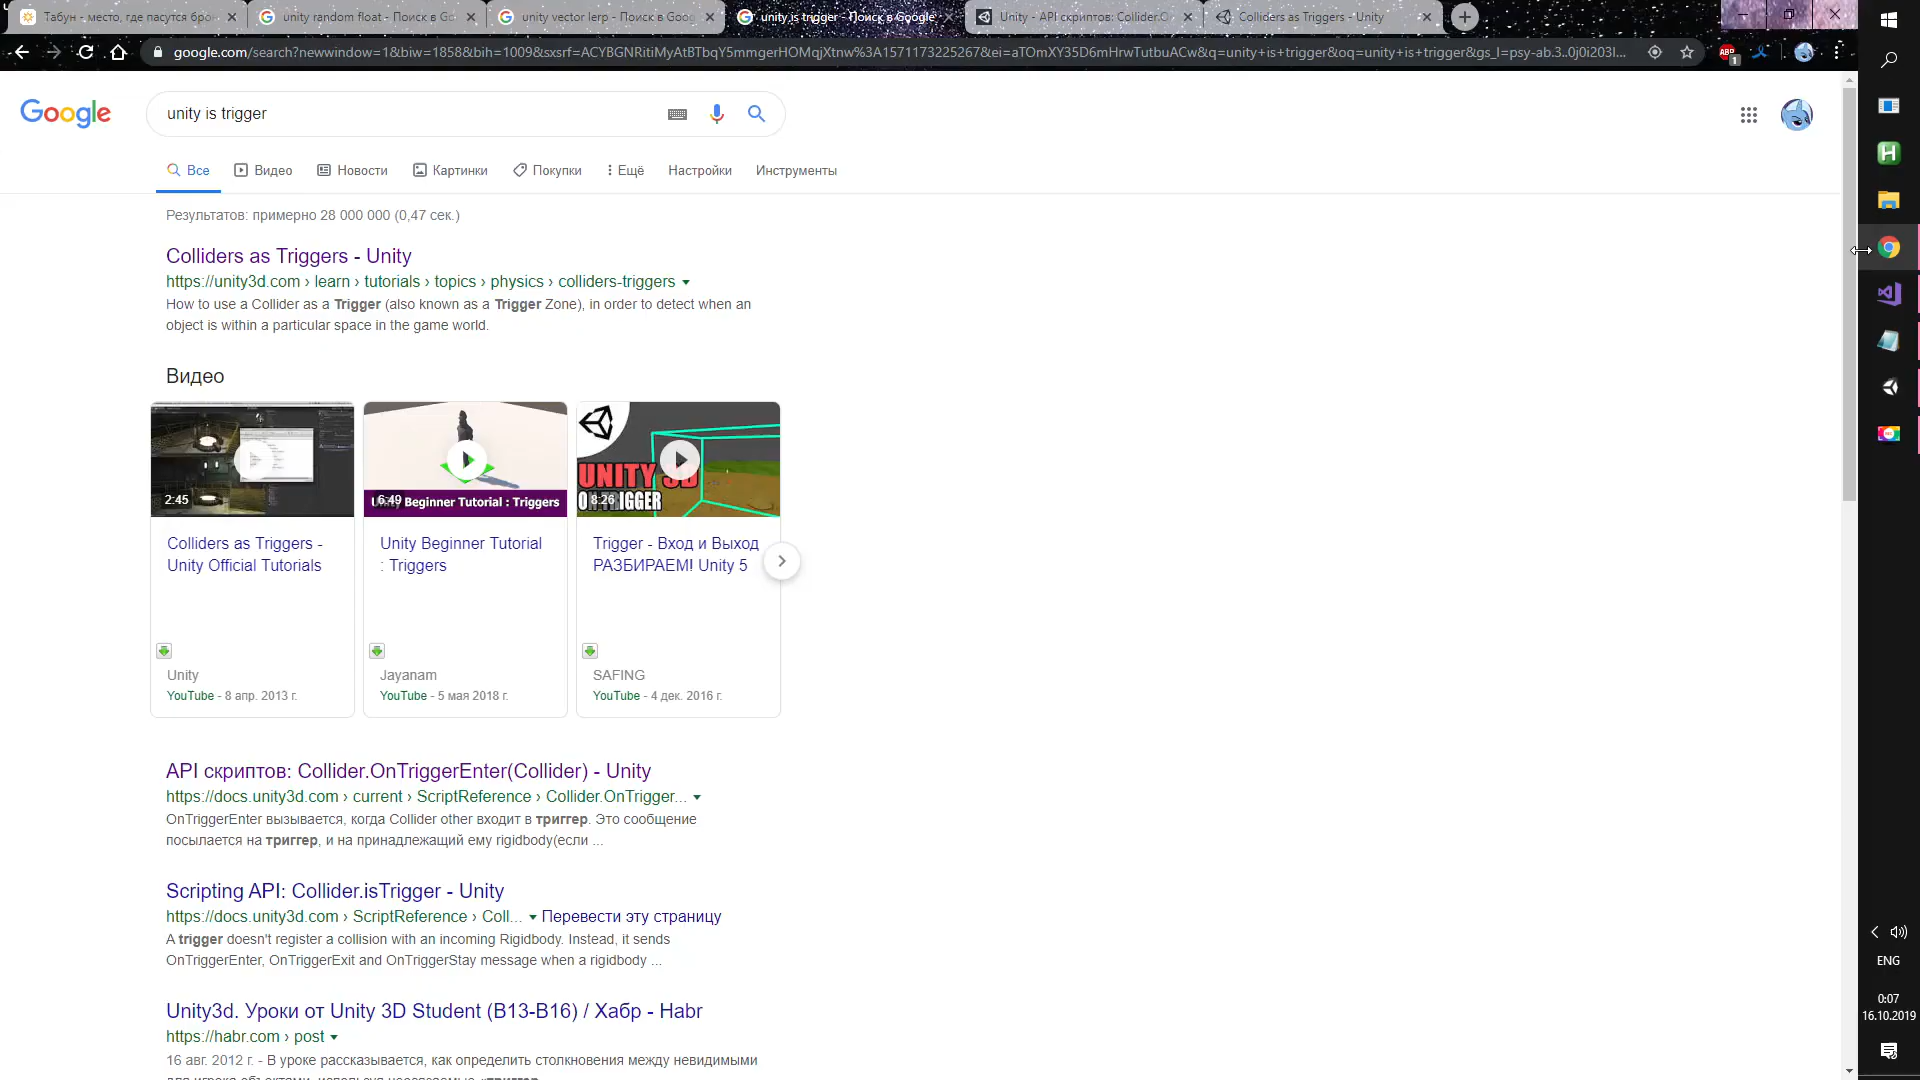 Табун - место, где пасутся бро
unity random float - Поиск в Go
unity vector lerp - Поиск в Goo
unity is trigger - Поиск в Google
Unity - API скриптов: Collider.O
Colliders as Triggers - Unity
google.com/search?newwindow=1&biw=1858&bih=1009&sxsrf=ACYBGNRitiMyAtBTbqY5mmgerHOMqjXtnw%3A1571173225267&ei=aTOmXY35D6mHrwTutbuACw&q=unity+is+trigger&oq=unity+is+trigger&gs_l=psy-ab.3..0j0i203l...
ABP
1
Google
unity is trigger
Все
Видео
Новости
Картинки
Покупки
Ещё
Настройки
Инструменты
Результатов: примерно 28 000 000 (0,47 сек.)
Colliders as Triggers - Unity
https://unity3d.com › learn › tutorials › topics › physics › colliders-triggers
How to use a Collider as a Trigger (also known as a Trigger Zone), in order to detect when an
object is within a particular space in the game world.
Видео
2:45
6:49
Beginner Tutorial : Triggers
UNITY 3D
8:26
Colliders as Triggers -
Unity Official Tutorials
Unity
YouTube - 8 апр. 2013 г.
Unity Beginner Tutorial
: Triggers
Jayanam
YouTube - 5 мая 2018 г.
Trigger - Вход и Выход
РАЗБИРАЕМ! Unity 5
SAFING
YouTube - 4 дек. 2016 г.
API скриптов: Collider.OnTriggerEnter(Collider) - Unity
https://docs.unity3d.com › current › ScriptReference › Collider.OnTrigger...
OnTriggerEnter вызывается, когда Collider other входит в триггер. Это сообщение
посылается на триггер, и на принадлежащий ему rigidbody(если ...
Scripting API: Collider.isTrigger - Unity
https://docs.unity3d.com › ScriptReference › Coll... Перевести эту страницу
A trigger doesn't register a collision with an incoming Rigidbody. Instead, it sends
OnTriggerEnter, OnTriggerExit and OnTriggerStay message when a rigidbody ...
Unity3d. Уроки от Unity 3D Student (B13-B16) / Хабр - Habr
https://habr.com › post
16 авг. 2012 г. - В уроке рассказывается, как определить столкновения между невидимыми
ENG
0:07
16.10.2019